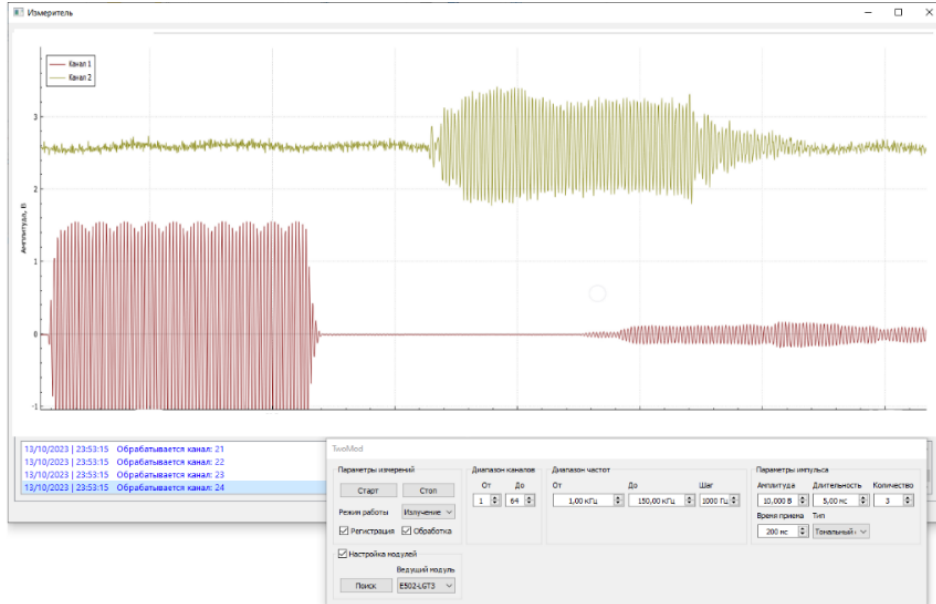 Измеритель
Канал 1
Канал 2
Амплитуда, В
3
2
1
0
-1
13/10/2023 | 23:53:15 Обрабатывается канал: 21
13/10/2023 | 23:53:15 Обрабатывается канал: 22
13/10/2023 | 23:53:15 Обрабатывается канал: 23
13/10/2023 | 23:53:15 Обрабатывается канал: 24
TwoMod
Параметры измерений
Старт Стоп
Режим работы Излучение
Регистрация Обработка
Диапазон каналов
От До
1 64
Диапазон частот
От До Шаг
1,00 кГц 150,00 кГц 1000 Гц
Параметры импульса
Амплитуда Длительность Количество
10,000 В 5,00 мс 3
Время приема Тип
200 мс Тональный
Настройка модулей
Ведущий модуль
Поиск E502-LGT3